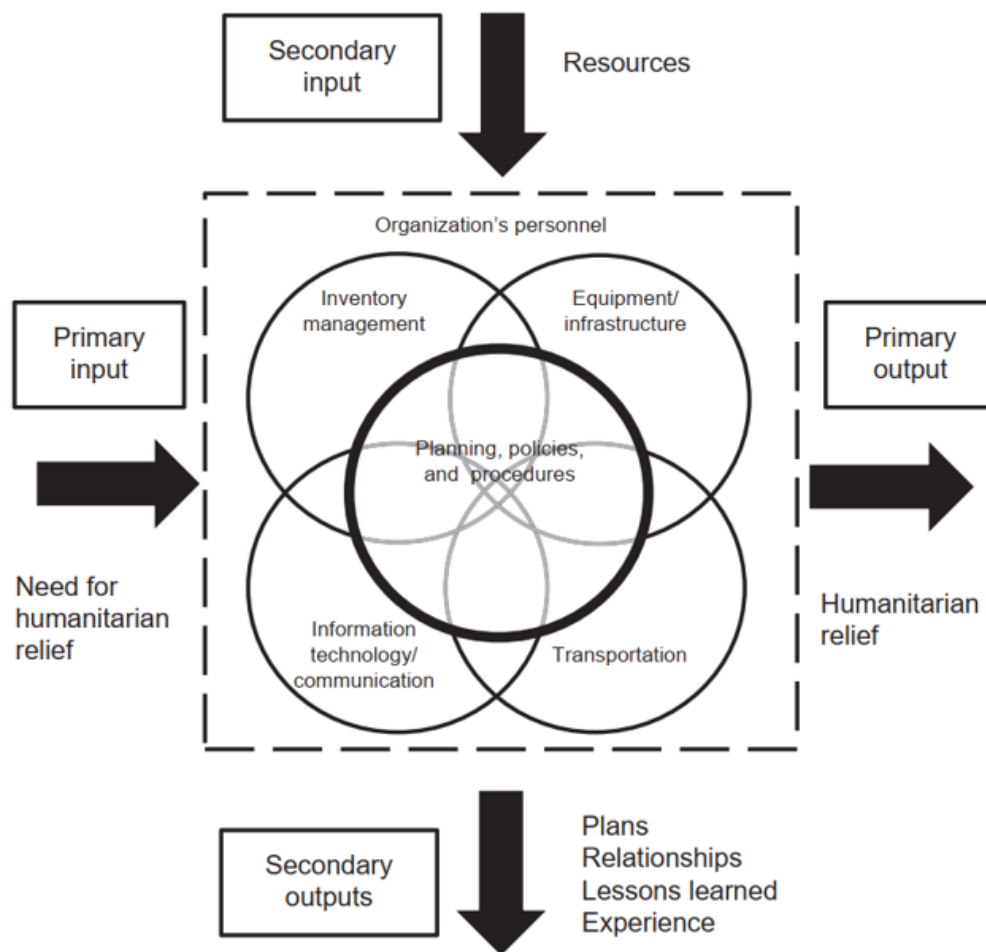 Secondary
input
Resources
Organization's personnel
Inventory
management
Equipment/
infrastructure
Primary
input
Primary
output
Planning, policies,
and procedures
Need for
humanitarian
relief
Humanitarian
relief
Information
technology/
communication
Transportation
Secondary
outputs
Plans
Relationships
Lessons learned
Experience